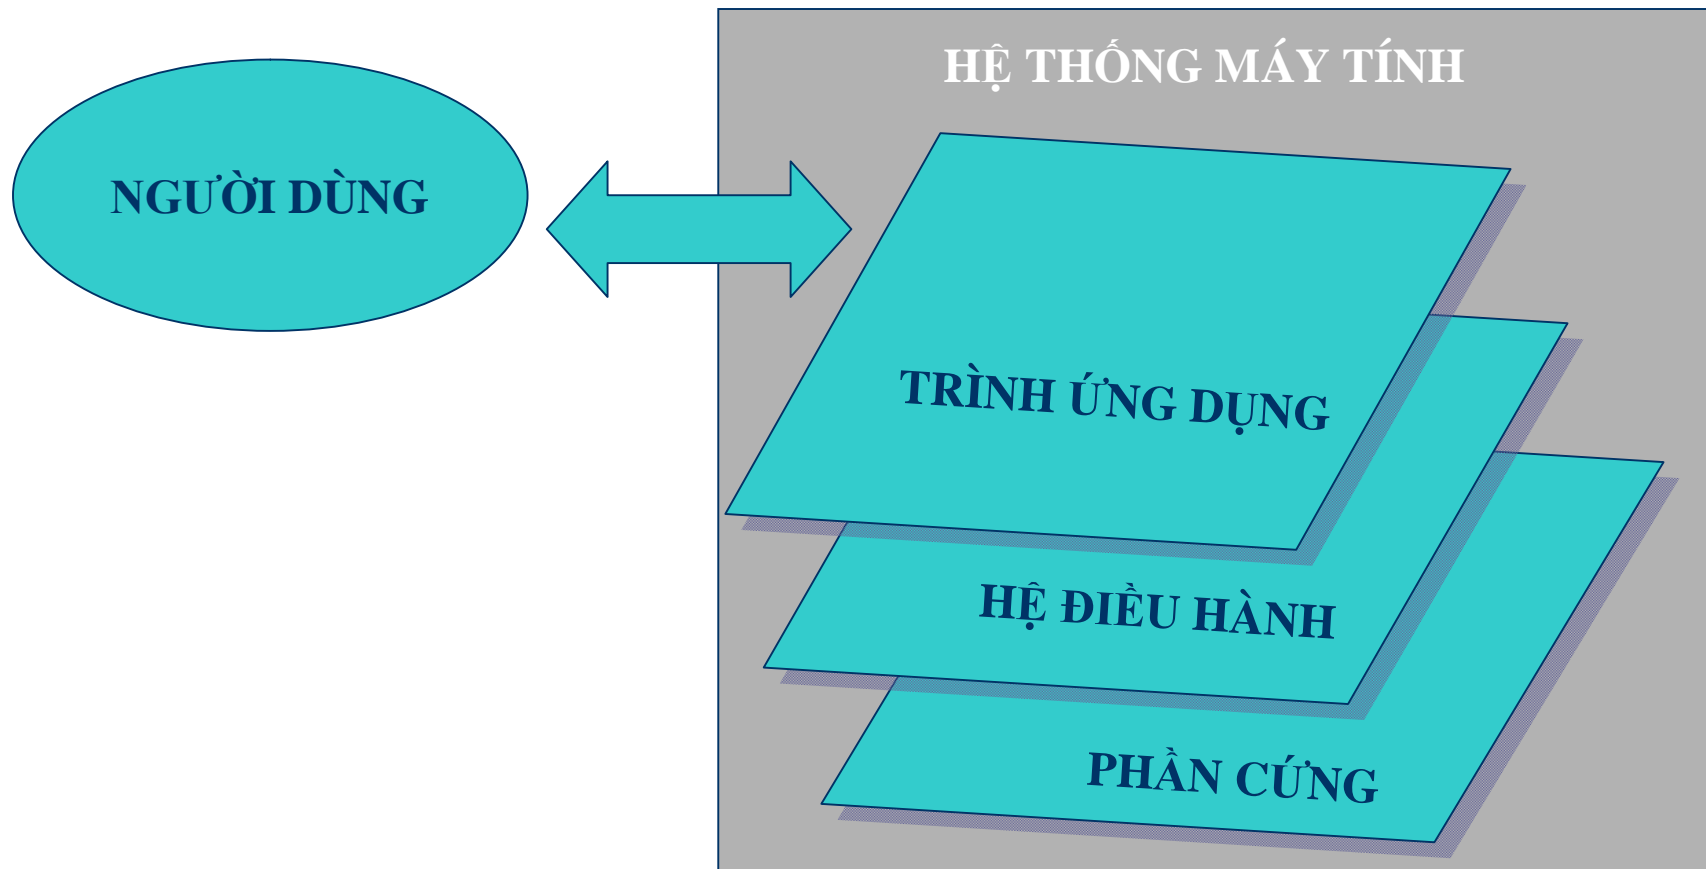 HỆ THỐNG MÁY TÍNH
NGƯỜI DÙNG
TRÌNH ỨNG DỤNG
HỆ ĐIỀU HÀNH
PHẦN CỨNG